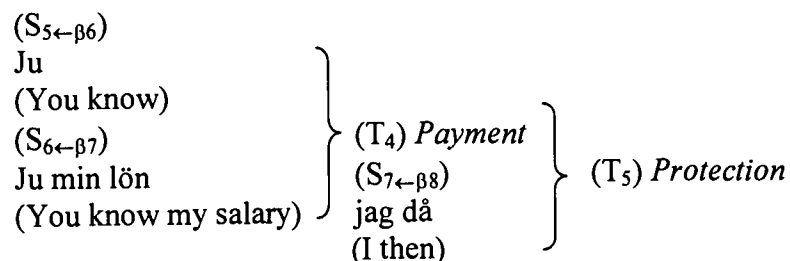 (S₅←β6)
Ju
(You know)
(S₆←β7)
Ju min lön
(You know my salary)
(T₄) Payment
(S₇←β8)
jag då
(I then)
(T₅) Protection